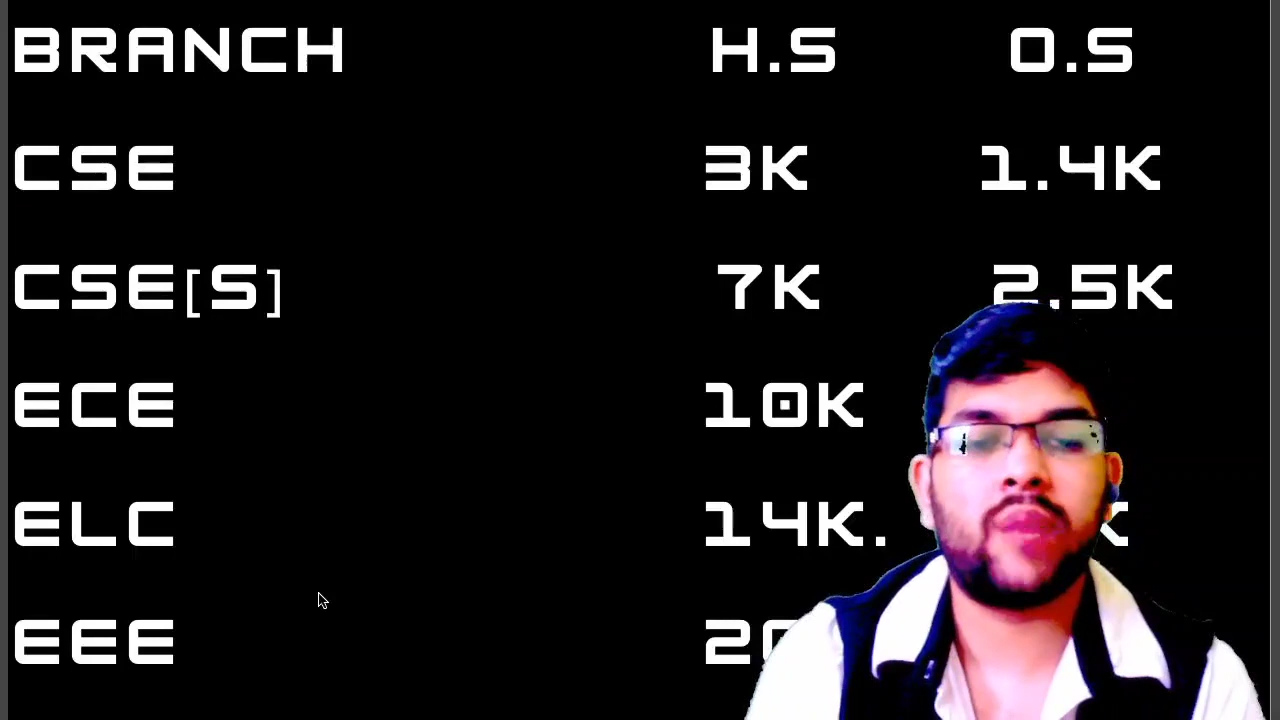 BRANCH H.S O.S
CSE 3K 1.4K
CSE[S] 7K 2.5K
ECE 10K
ELC 14K.
EEE